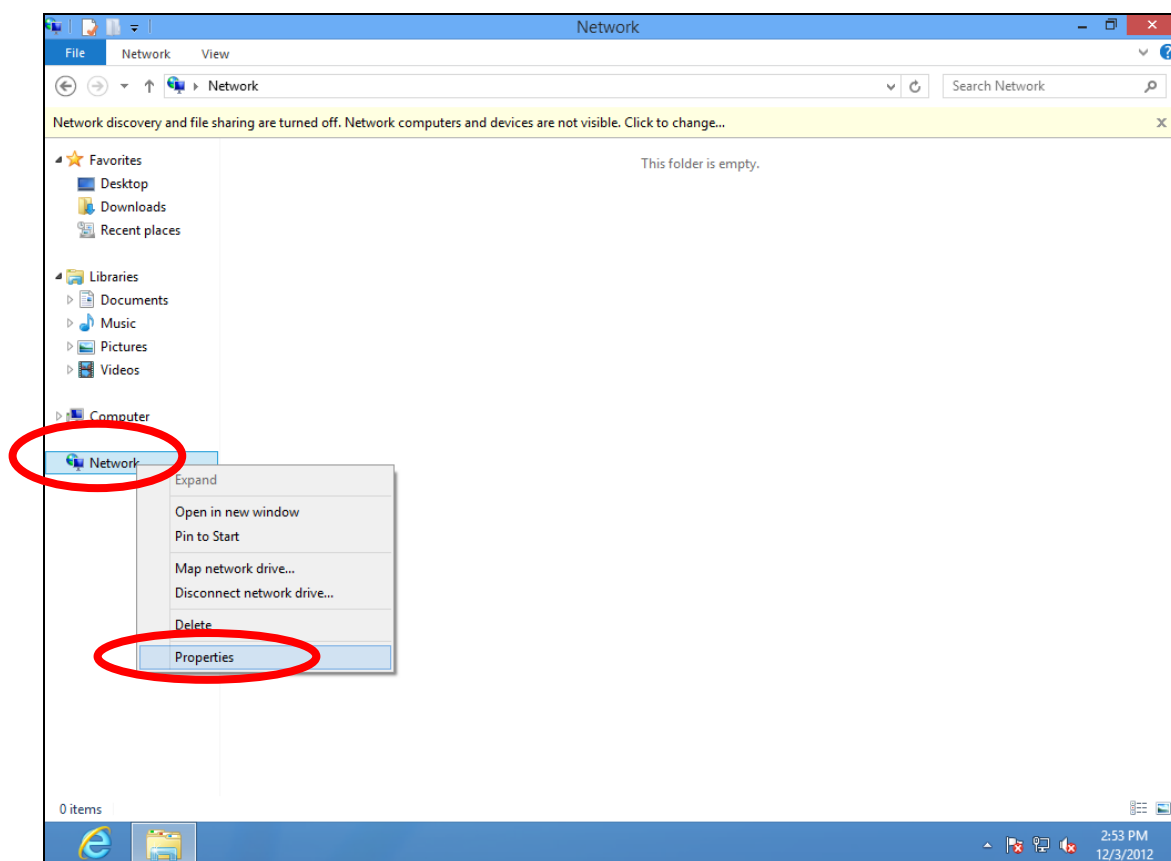 Network
File Network View
Network
Search Network
Network discovery and file sharing are turned off. Network computers and devices are not visible. Click to change...
This folder is empty.
Favorites
Desktop
Downloads
Recent places
Libraries
Documents
Music
Pictures
Videos
Computer
Network
Expand
Open in new window
Pin to Start
Map network drive...
Disconnect network drive...
Delete
Properties
0 items
2:53 PM
12/3/2012